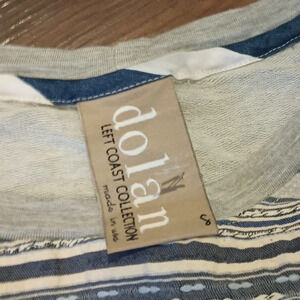 dolan
LEFT COAST COLLECTION
made in usa
S